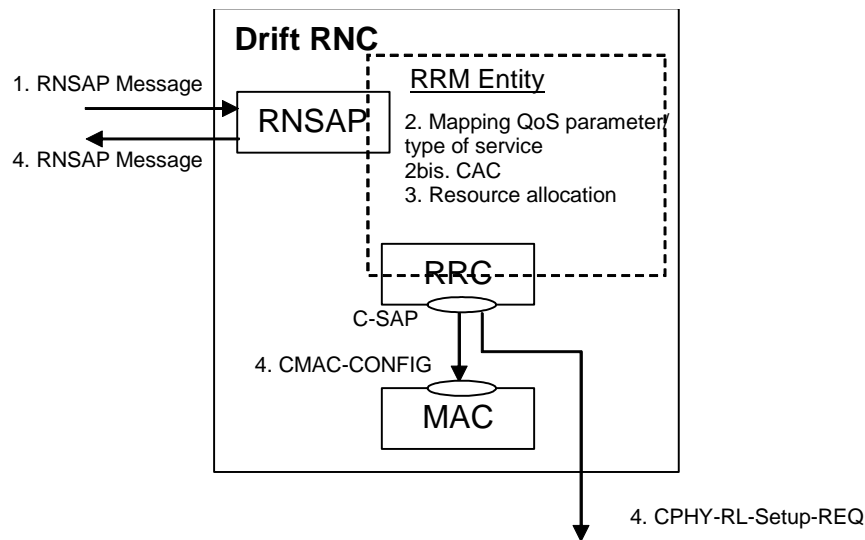 Drift RNC
1. RNSAP Message
RNSAP
4. RNSAP Message
RRM Entity
2. Mapping QoS parameter/
type of service
2bis. CAC
3. Resource allocation
RRC
C-SAP
4. CMAC-CONFIG
MAC
4. CPHY-RL-Setup-REQ